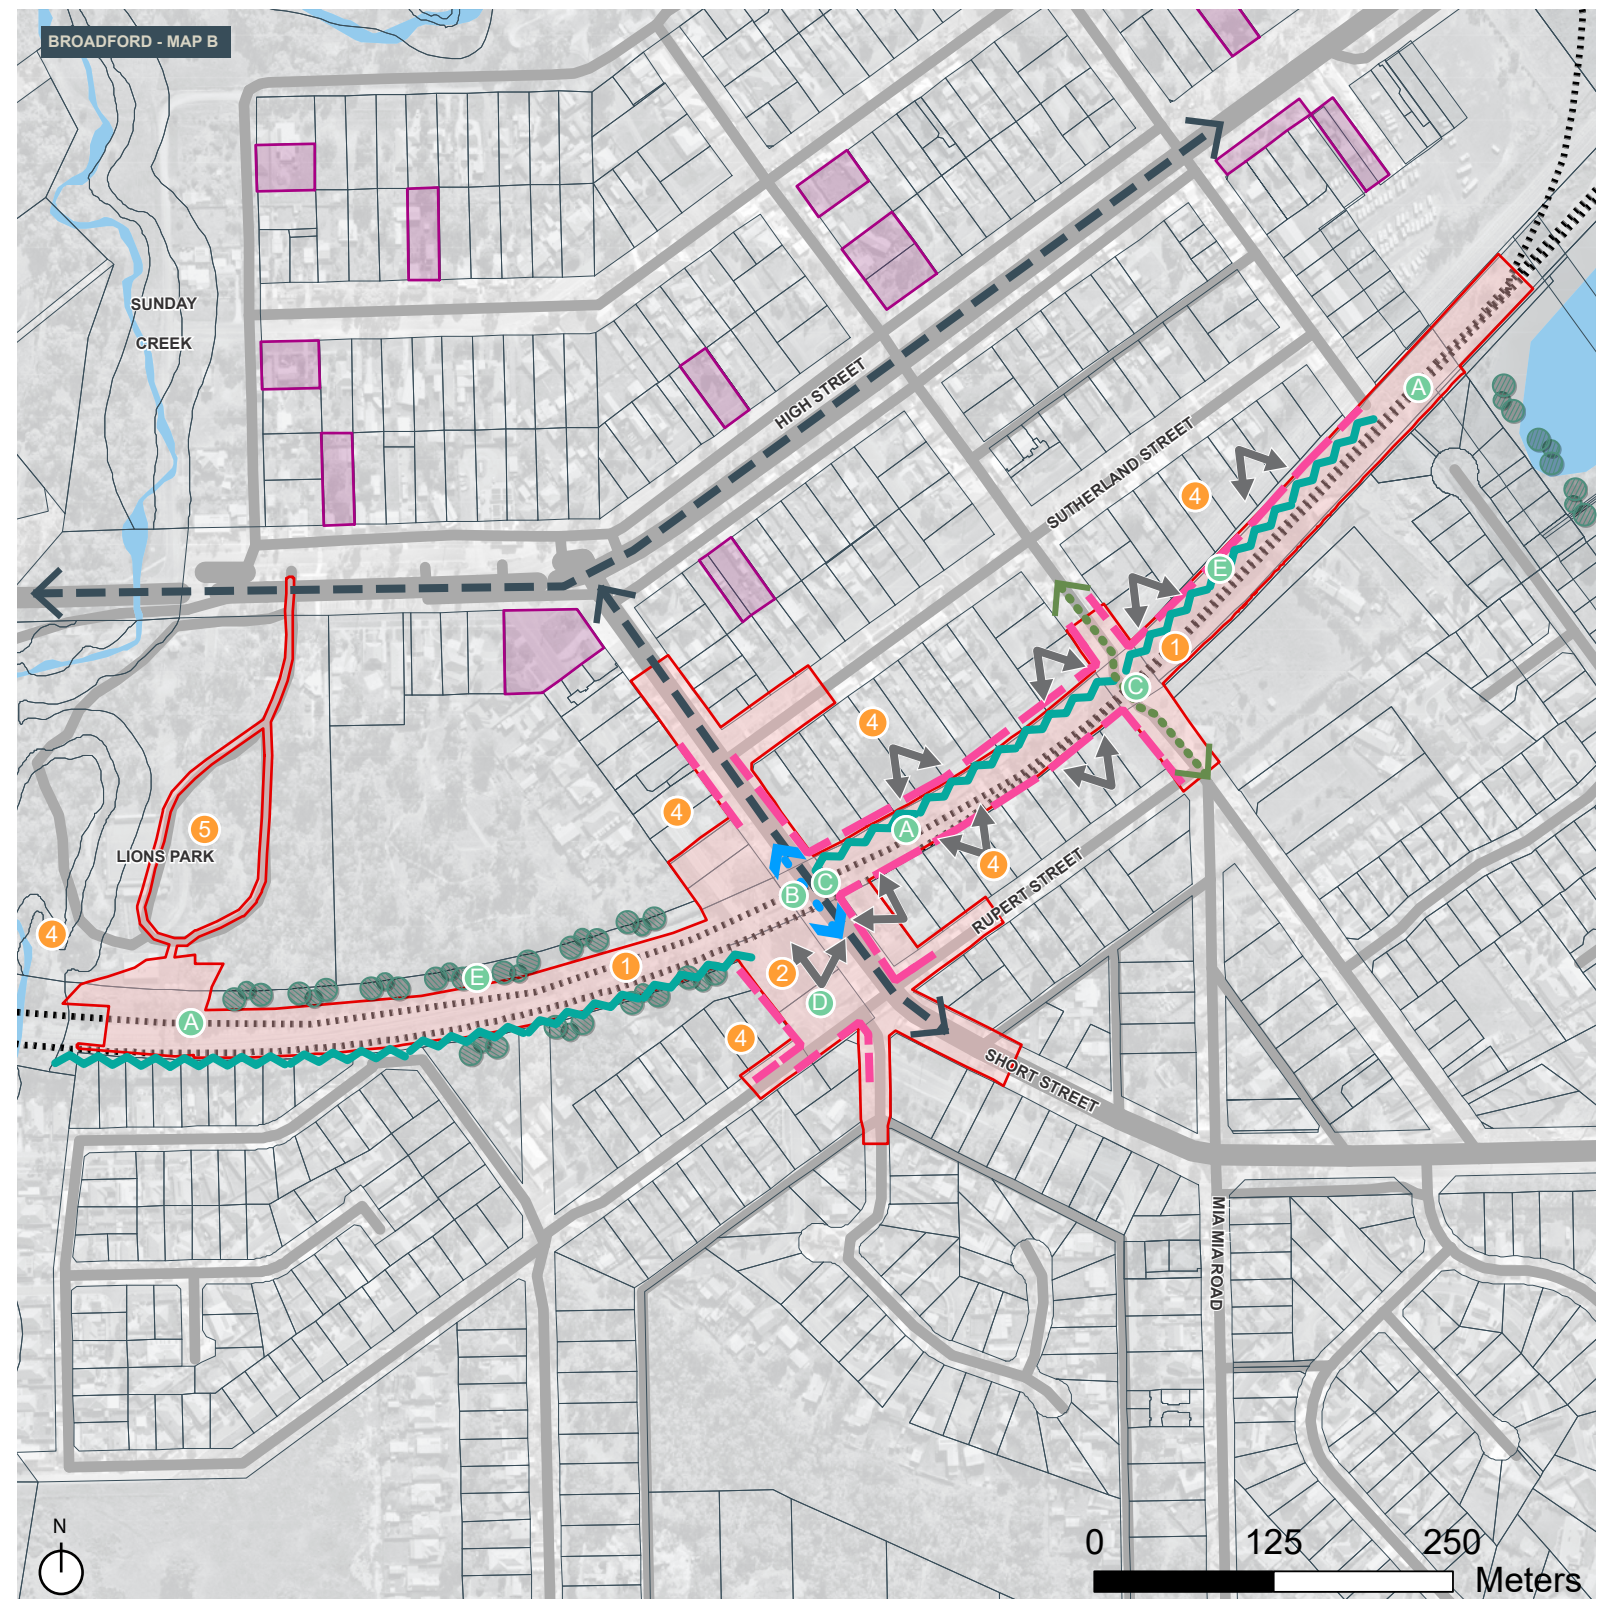 BROADFORD - MAP B
SUNDAY
CREEK
HIGH STREET
A
SUTHERLAND STREET
4
E
1
C
4
4
5
A
LIONS PARK
4
RUPERT STREET
C
B
4
E
1
2
D
A
4
SHORT STREET
MIA MIA ROAD
N
0
125
250
Meters